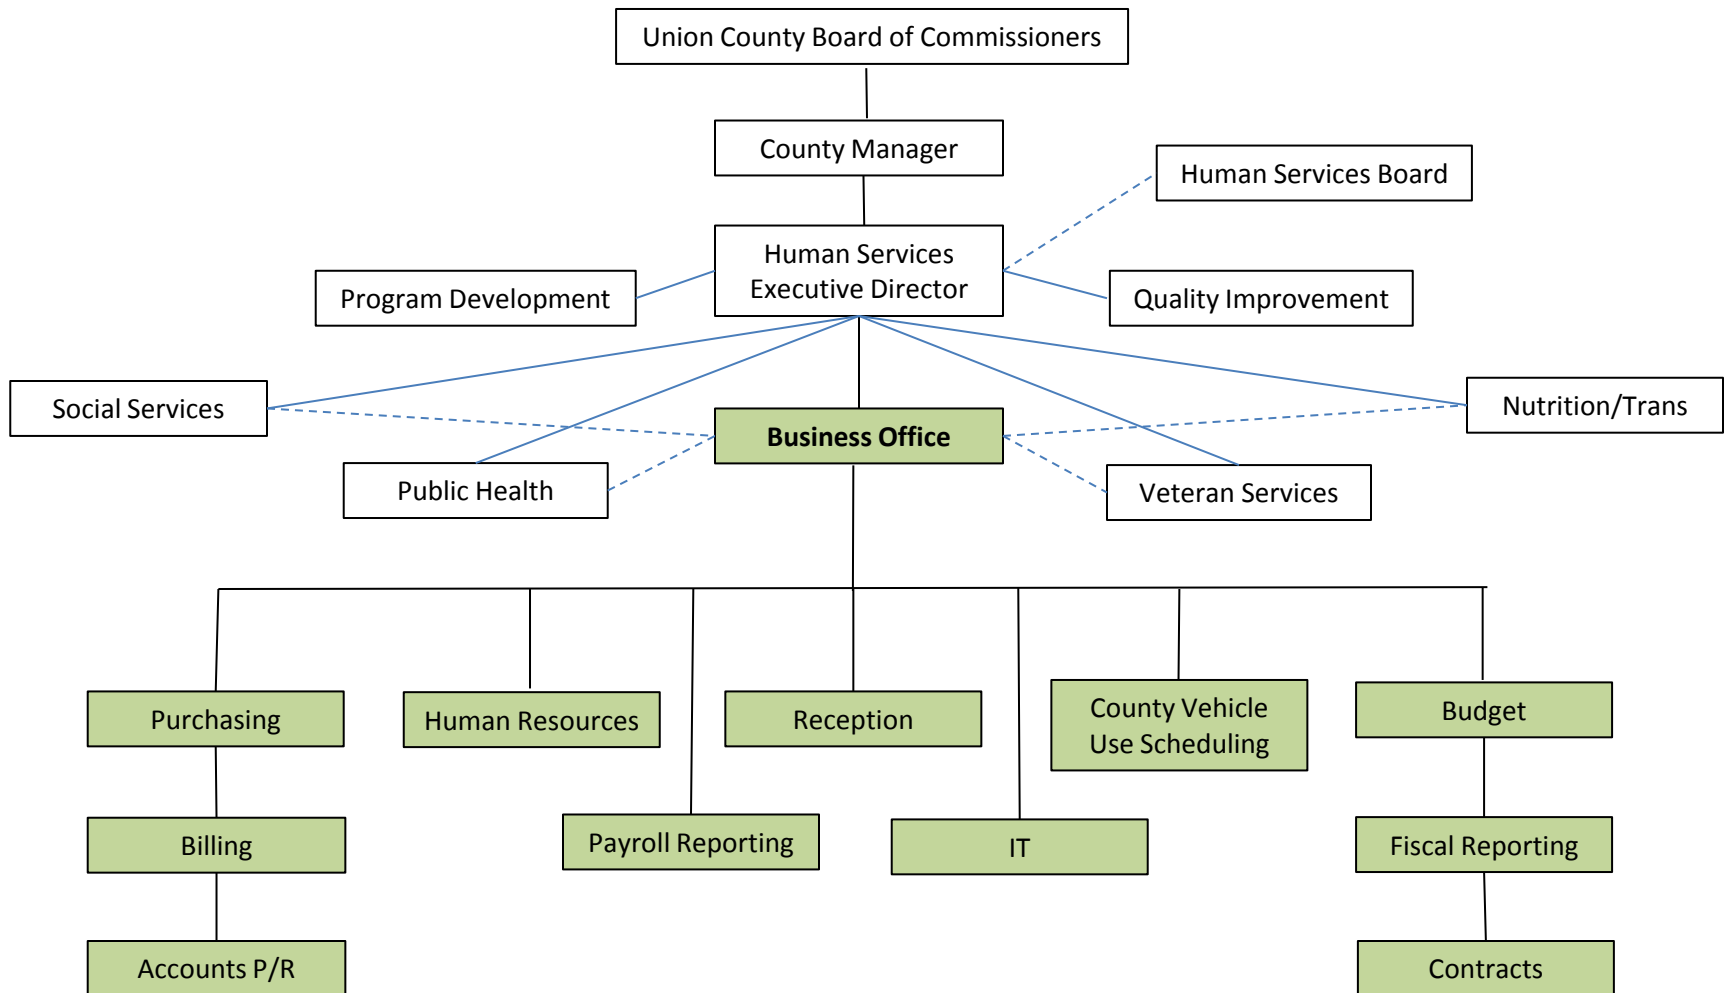 Union County Board of Commissioners
County Manager
Human Services Board
Human Services
Executive Director
Program Development
Quality Improvement
Social Services
Nutrition/Trans
Business Office
Public Health
Veteran Services
Purchasing
Human Resources
Reception
County Vehicle
Use Scheduling
Budget
Billing
Payroll Reporting
IT
Fiscal Reporting
Accounts P/R
Contracts